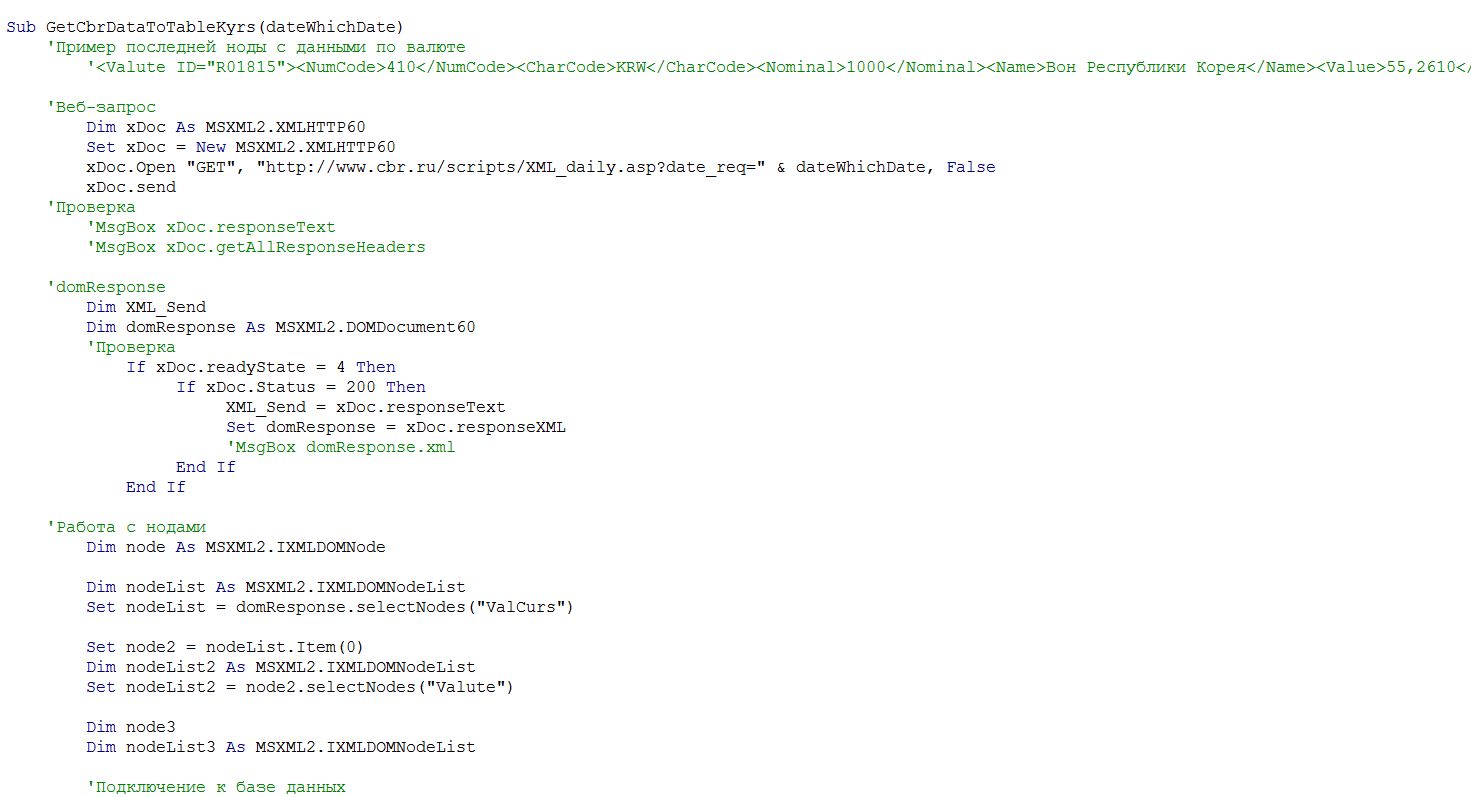 Sub GetCbrDataToTableKyrs(dateWhichDate)
'Пример последней ноды с данными по валюте
'<Valute ID="R01815"><NumCode>410</NumCode><CharCode>KRW</CharCode><Nominal>1000</Nominal><Name>Вон Республики Корея</Name><Value>55,2610</
'Веб-запрос
Dim xDoc As MSXML2.XMLHTTP60
Set xDoc = New MSXML2.XMLHTTP60
xDoc.Open "GET", "http://www.cbr.ru/scripts/XML_daily.asp?date_req=" & dateWhichDate, False
xDoc.send
'Проверка
'MsgBox xDoc.responseText
'MsgBox xDoc.getAllResponseHeaders
'domResponse
Dim XML_Send
Dim domResponse As MSXML2.DOMDocument60
'Проверка
If xDoc.readyState = 4 Then
If xDoc.Status = 200 Then
XML_Send = xDoc.responseText
Set domResponse = xDoc.responseXML
'MsgBox domResponse.xml
End If
End If
'Работа с нодами
Dim node As MSXML2.IXMLDOMNode
Dim nodeList As MSXML2.IXMLDOMNodeList
Set nodeList = domResponse.selectNodes("ValCurs")
Set node2 = nodeList.Item(0)
Dim nodeList2 As MSXML2.IXMLDOMNodeList
Set nodeList2 = node2.selectNodes("Valute")
Dim node3
Dim nodeList3 As MSXML2.IXMLDOMNodeList
'Подключение к базе данных